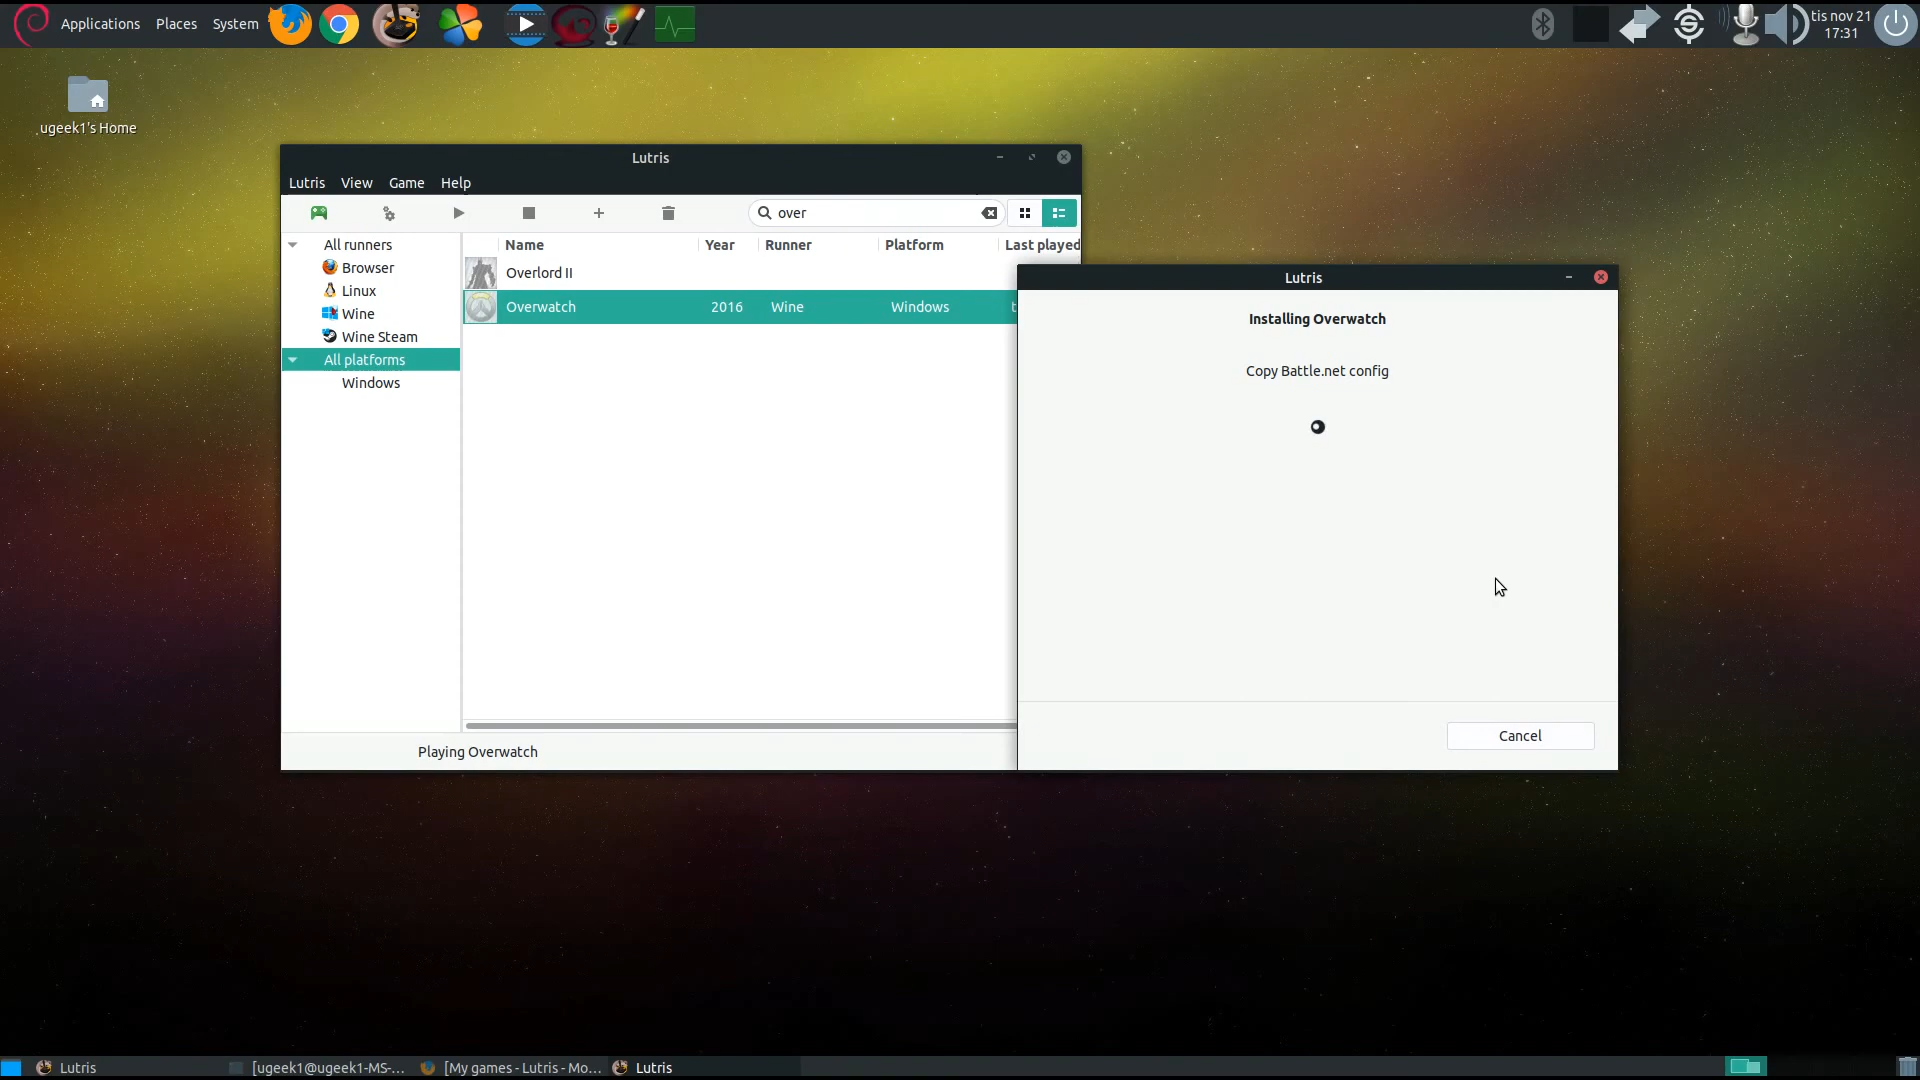 Applications Places System
tis nov 21
17:31
ugeek1's Home
Lutris
Lutris View Game Help
over
All runners
Browser
Linux
Wine
Wine Steam
All platforms
Windows
Name Year Runner Platform Last played
Overlord II
Overwatch 2016 Wine Windows t
Playing Overwatch
Lutris
Installing Overwatch
Copy Battle.net config
Cancel
Lutris [ugeek1@ugeek1-MS-... [My games - Lutris - Mo... Lutris